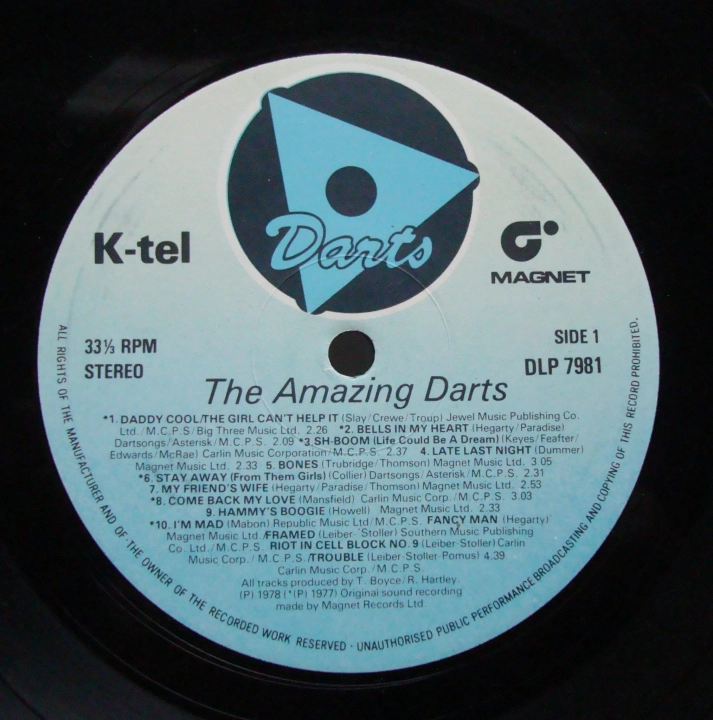 Darts
K-tel
MAGNET
33⅓ RPM
STEREO
SIDE 1
DLP 7981
The Amazing Darts
*1. DADDY COOL/THE GIRL CAN'T HELP IT (Slay/Crewe/Troup) Jewel Music Publishing Co.
Ltd./M.C.P.S./Big Three Music Ltd. 2.26 *2. BELLS IN MY HEART (Hegarty/Paradise)
Dartsongs/Asterisk/M.C.P.S. 2.09 *3. SH-BOOM (Life Could Be A Dream) (Keyes/Feafter/
Edwards/McRae) Carlin Music Corporation/M.C.P.S. 2.37 4. LATE LAST NIGHT (Dummer)
Magnet Music Ltd. 2.33 5. BONES (Trubridge/Thomson) Magnet Music Ltd. 3.05
*6. STAY AWAY (From Them Girls) (Collier) Dartsongs/Asterisk/M.C.P.S. 2.31
7. MY FRIEND'S WIFE (Hegarty/Paradise/Thomson) Magnet Music Ltd. 2.53
*8. COME BACK MY LOVE (Mansfield) Carlin Music Corp./M.C.P.S. 3.03
9. HAMMY'S BOOGIE (Howell) Magnet Music Ltd. 2.33
*10. I'M MAD (Mabon) Republic Music Ltd/M.C.P.S. FANCY MAN (Hegarty)
Magnet Music Ltd./FRAMED (Leiber-Stoller) Southern Music Publishing
Co. Ltd./M.C.P.S. RIOT IN CELL BLOCK NO. 9 (Leiber-Stoller) Carlin
Music Corp./M.C.P.S./TROUBLE (Leiber-Stoller-Pomus) 4.39
Carlin Music Corp./M.C.P.S.
All tracks produced by T. Boyce/R. Hartley.
(P) 1978 (*(P) 1977) Original sound recording
made by Magnet Records Ltd.
ALL RIGHTS OF THE MANUFACTURER AND OF THE OWNER OF THE RECORDED WORK RESERVED · UNAUTHORISED PUBLIC PERFORMANCE BROADCASTING AND COPYING OF THIS RECORD PROHIBITED.